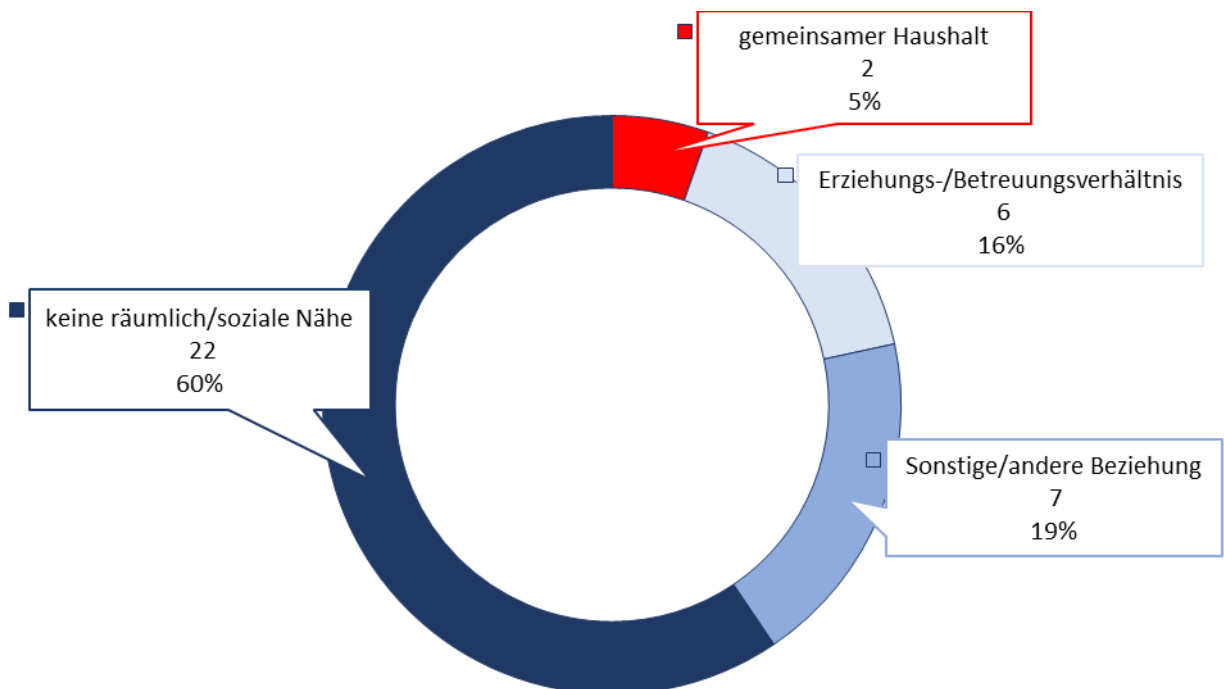 gemeinsamer Haushalt
2
5%
Erziehungs-/Betreuungsverhältnis
6
16%
keine räumlich/soziale Nähe
22
60%
Sonstige/andere Beziehung
7
19%